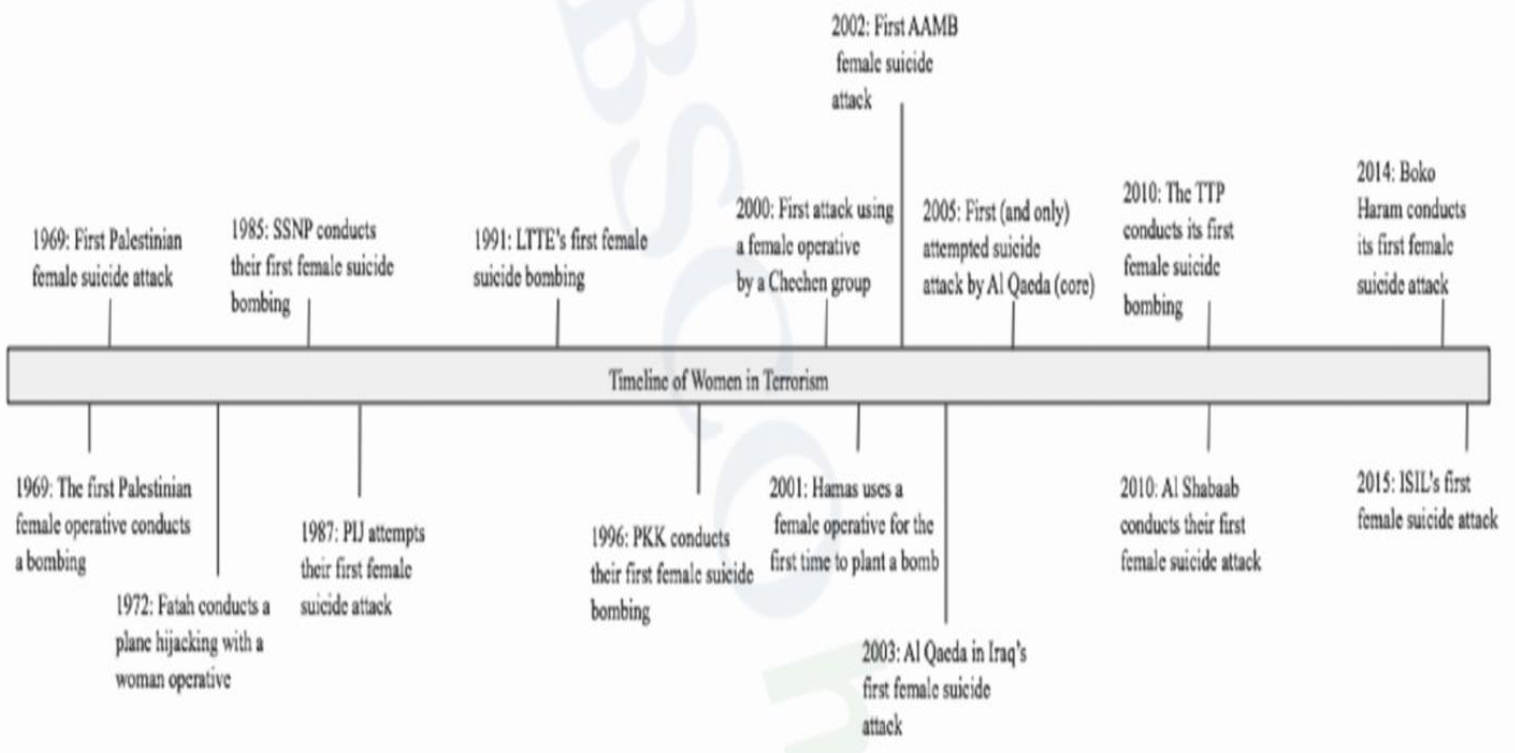 2002: First AAMB
female suicide
attack
1969: First Palestinian
female suicide attack
1985: SSNP conducts
their first female suicide
bombing
1991: LTTE's first female
suicide bombing
2000: First attack using
a female operative
by a Chechen group
2005: First (and only)
attempted suicide
attack by Al Qaeda (core)
2010: The TTP
conducts its first
female suicide
bombing
2014: Boko
Haram conducts
its first female
suicide attack
Timeline of Women in Terrorism
1969: The first Palestinian
female operative conducts
a bombing
1972: Fatah conducts a
plane hijacking with a
woman operative
1987: PIJ attempts
their first female
suicide attack
1996: PKK conducts
their first female suicide
bombing
2001: Hamas uses a
female operative for the
first time to plant a bomb
2003: Al Qaeda in Iraq's
first female suicide
attack
2010: Al Shabaab
conducts their first
female suicide attack
2015: ISIL's first
female suicide attack